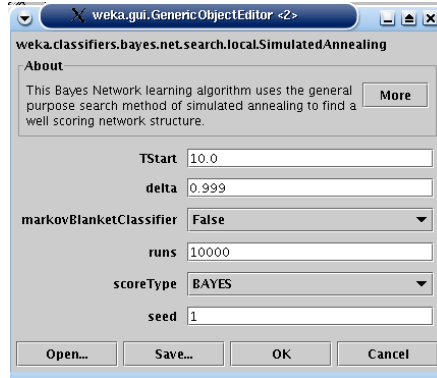 weka.gui.GenericObjectEditor <2>
weka.classifiers.bayes.net.search.local.SimulatedAnnealing
About
This Bayes Network learning algorithm uses the general
purpose search method of simulated annealing to find a
well scoring network structure.
More
TStart 10.0
delta 0.999
markovBlanketClassifier False
runs 10000
scoreType BAYES
seed 1
Open... Save... OK Cancel